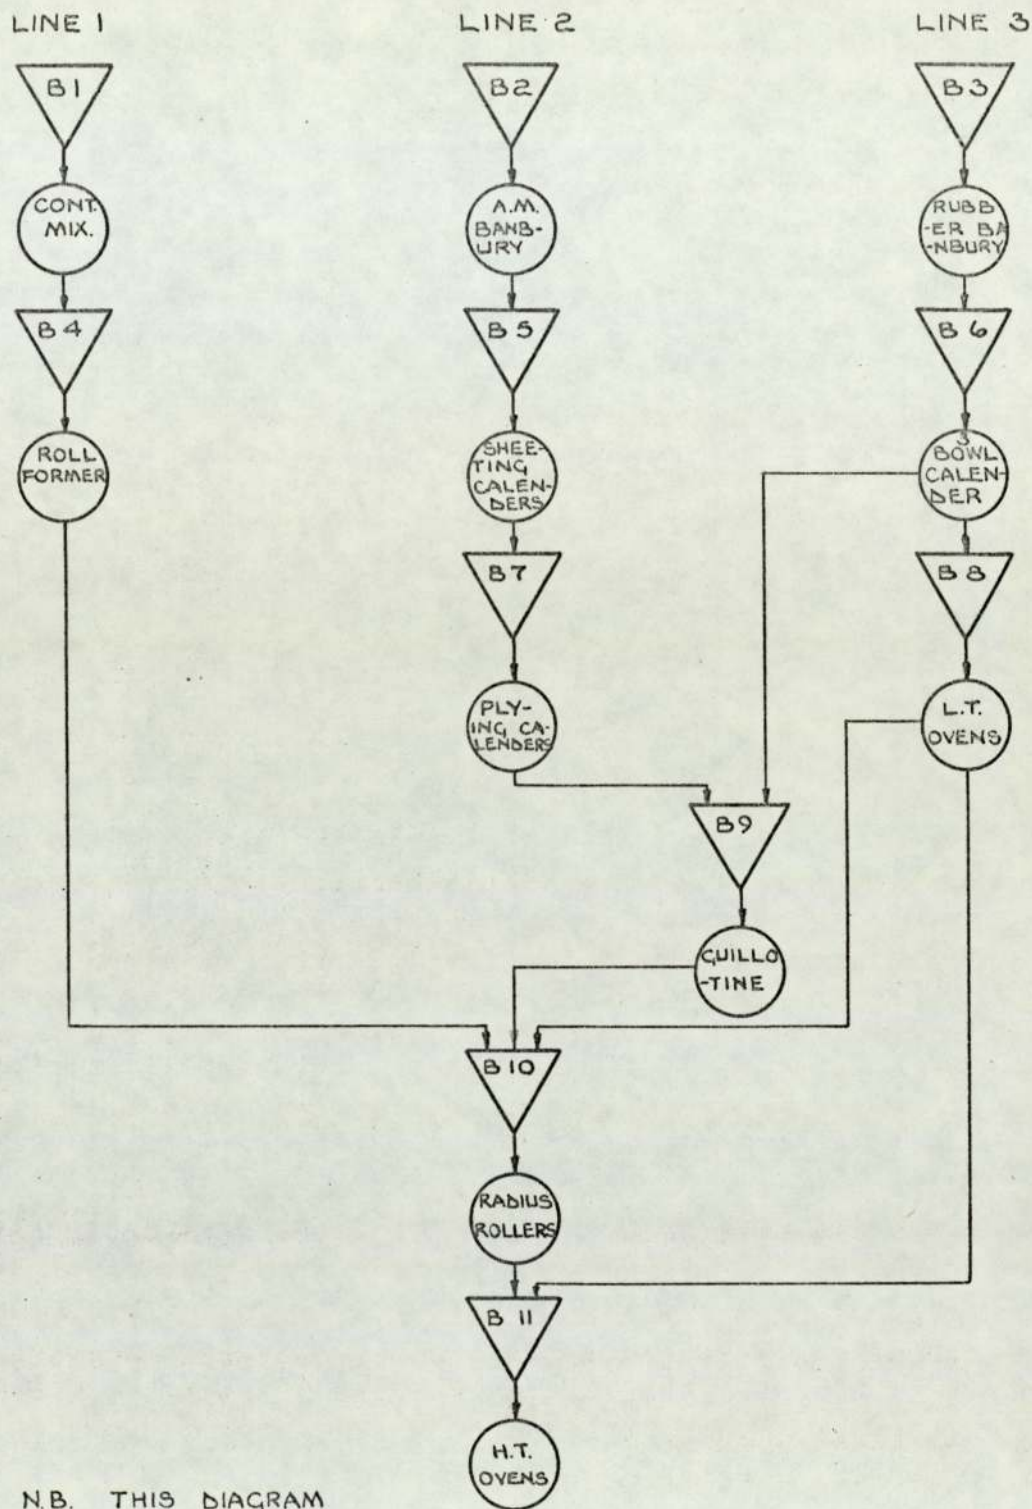 LINE 1
LINE 2
LINE 3
B1
B2
B3
CONT.
MIX.
A.M.
BANB-
URY
RUBB
-ER BA
-NBURY
B4
B5
B6
ROLL
FORMER
SHEE-
TING
CALEN-
DERS
3
BOWL
CALEN-
DER
B7
B8
PLY-
ING CA-
LENDERS
L.T.
OVENS
B9
GUILLO
-TINE
B10
RADIUS
ROLLERS
B 11
H.T.
OVENS
N.B. THIS DIAGRAM